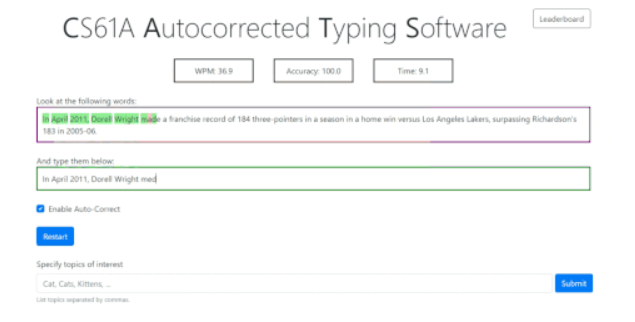 CS61A Autocorrected Typing Software
Leaderboard
WPM: 36.9
Accuracy: 100.0
Time: 9.1
Look at the following words:
In April 2011, Dorell Wright made a franchise record of 184 three-pointers in a season in a home win versus Los Angeles Lakers, surpassing Richardson's
183 in 2005-06.
And type them below:
In April 2011, Dorell Wright med
Enable Auto-Correct
Restart
Specify topics of interest
Cat, Cats, Kittens, ...
Submit
List topics separated by commas.